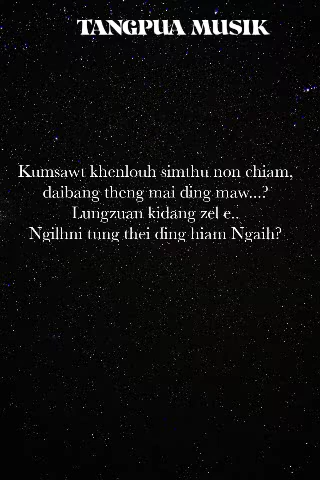 TANGPUA MUSIK
Kumsawt khenlouh simthu non chiam,
daibang theng mai ding maw....?
Lungzuan kidang zel e..
Ngilhni tung thei ding hiam Ngaih?